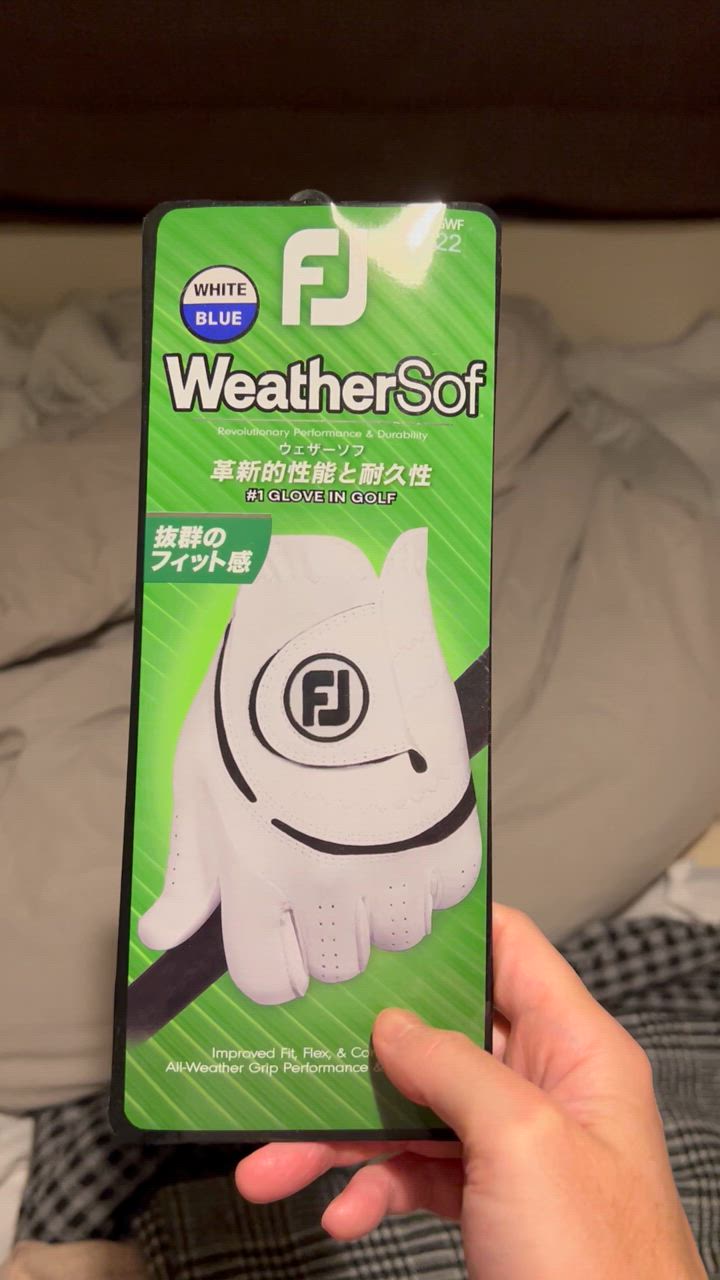 WHITE
BLUE
FJ
22
WeatherSof
Revolutionary Performance & Durability
ウェザーソフ
革新的性能と耐久性
#1 GLOVE IN GOLF
抜群の
フィット感
FJ
Improved Fit, Flex, &
All-Weather Grip Performance